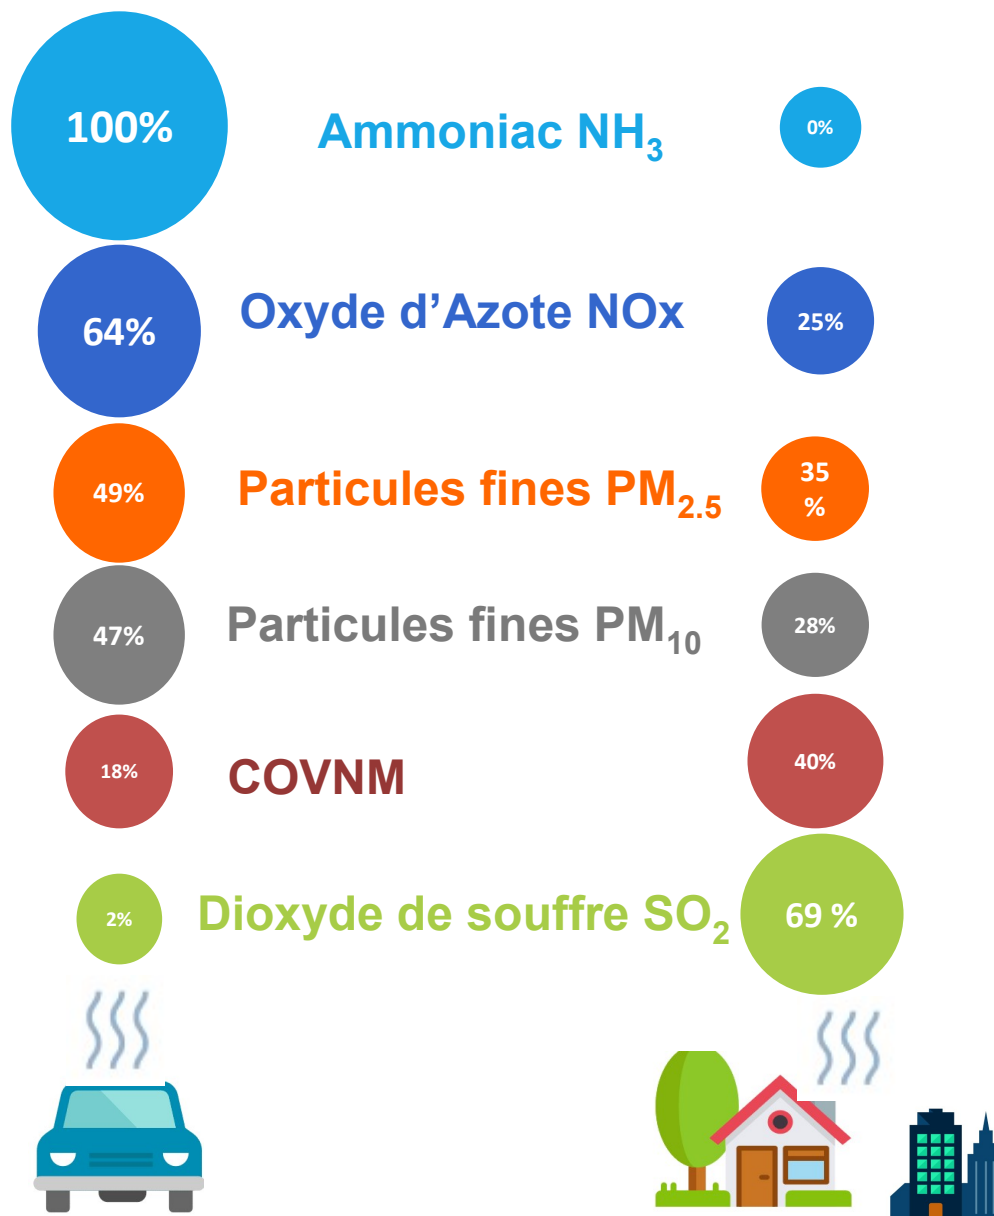 100% Ammoniac NH₃ 0%
64% Oxyde d’Azote NOx 25%
49% Particules fines PM₂.₅ 35
%
47% Particules fines PM₁₀ 28%
18% COVNM 40%
2% Dioxyde de souffre SO₂ 69 %